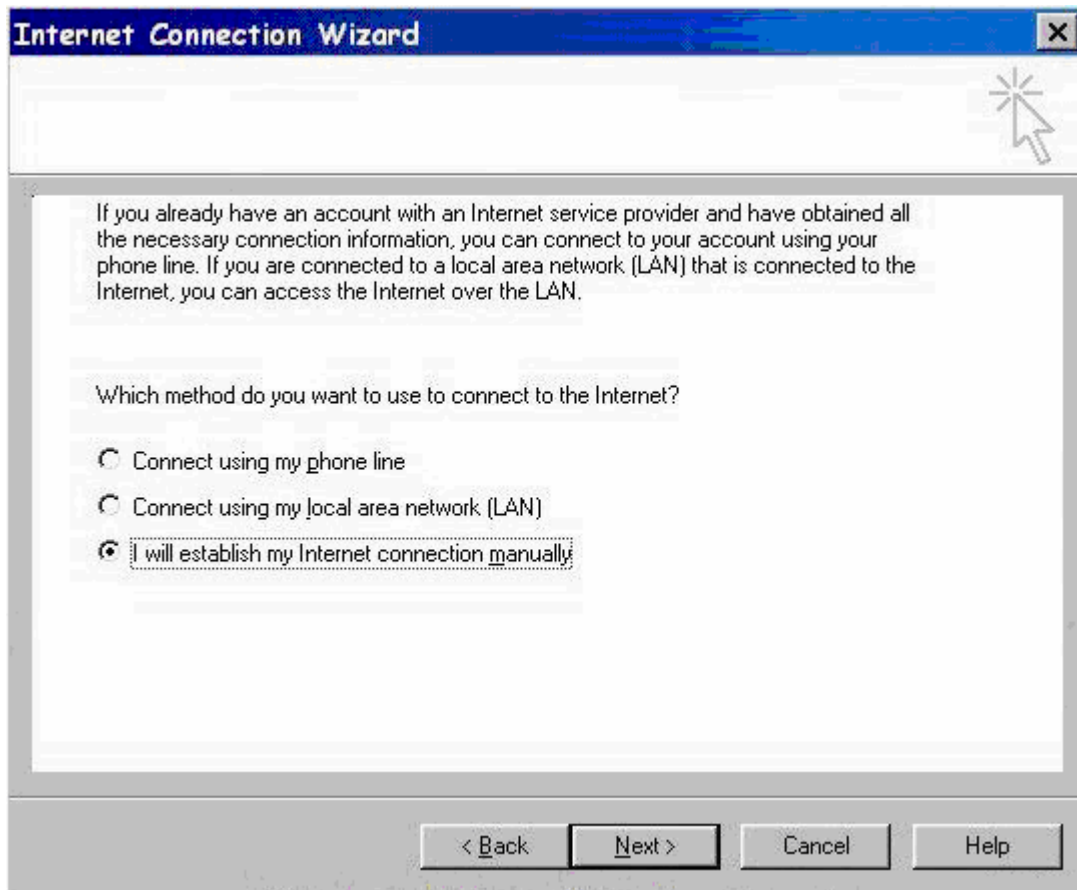 Internet Connection Wizard
If you already have an account with an Internet service provider and have obtained all
the necessary connection information, you can connect to your account using your
phone line. If you are connected to a local area network (LAN) that is connected to the
Internet, you can access the Internet over the LAN.
Which method do you want to use to connect to the Internet?
Connect using my phone line
Connect using my local area network (LAN)
I will establish my Internet connection manually
< Back Next > Cancel Help